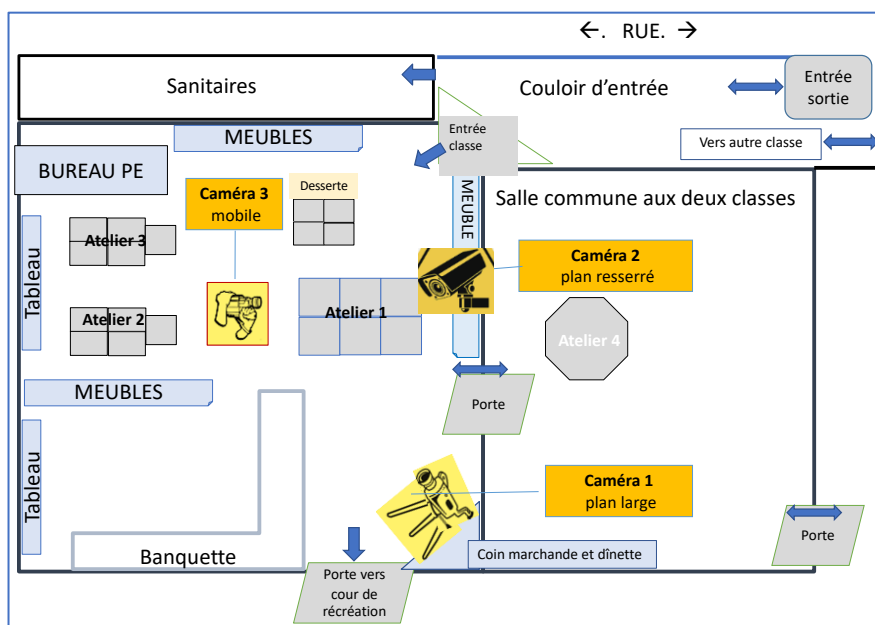 ←. RUE. →
Sanitaires
Couloir d’entrée
Entrée
sortie
Entrée
classe
Vers autre classe
MEUBLES
BUREAU PE
Caméra 3
mobile
Desserte
MEUBLE
Salle commune aux deux classes
Tableau
Atelier 3
Caméra 2
plan resserré
Atelier 2
Atelier 1
Atelier 4
MEUBLES
Porte
Tableau
Caméra 1
plan large
Porte
Banquette
Coin marchande et dînette
Porte vers
cour de
récréation